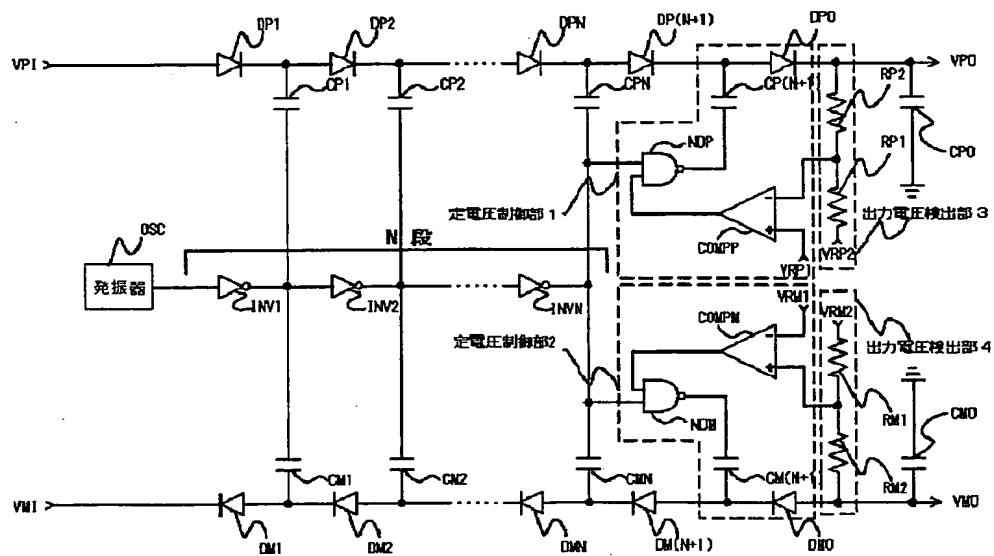 DP1
DP2
DPN
DP(N+1)
DPO
VPI
VPO
CP1
CP2
CPN
CP(N+1)
RP2
NDP
RP1
CPO
定電圧制御部1
出力電圧検出部3
COMPP
OSC
N段
VRP1
VRP2
発振器
INV1
INV2
INVN
VRM1
COMPM
VRM2
定電圧制御部2
出力電圧検出部4
NDM
RM1
CMO
CM1
CM2
CMN
CM(N+1)
RM2
VMI
VMO
DM1
DM2
DMN
DM(N+1)
DMO